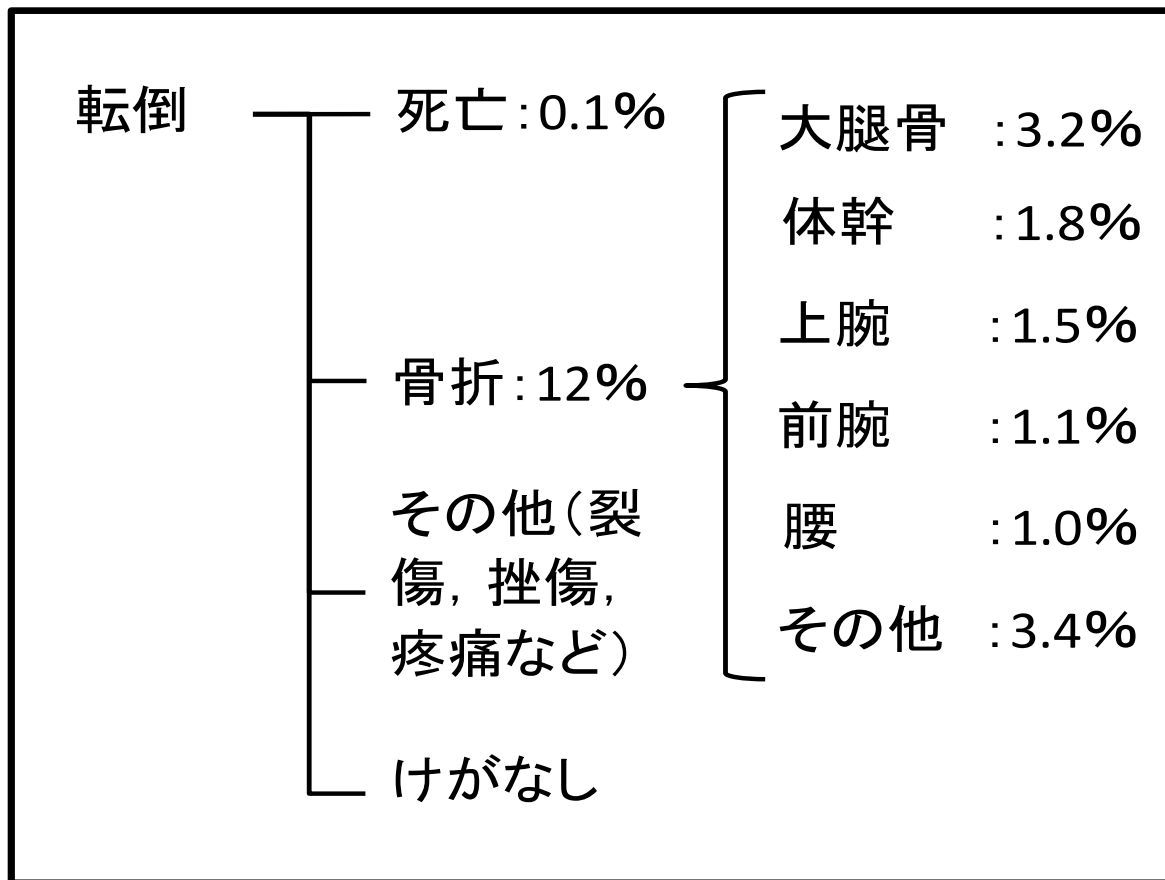 転倒
死亡：0.1%
骨折：12%
その他（裂
傷，挫傷，
疼痛など）
けがなし
大腿骨　：3.2%
体幹　：1.8%
上腕　：1.5%
前腕　：1.1%
腰　：1.0%
その他　：3.4%